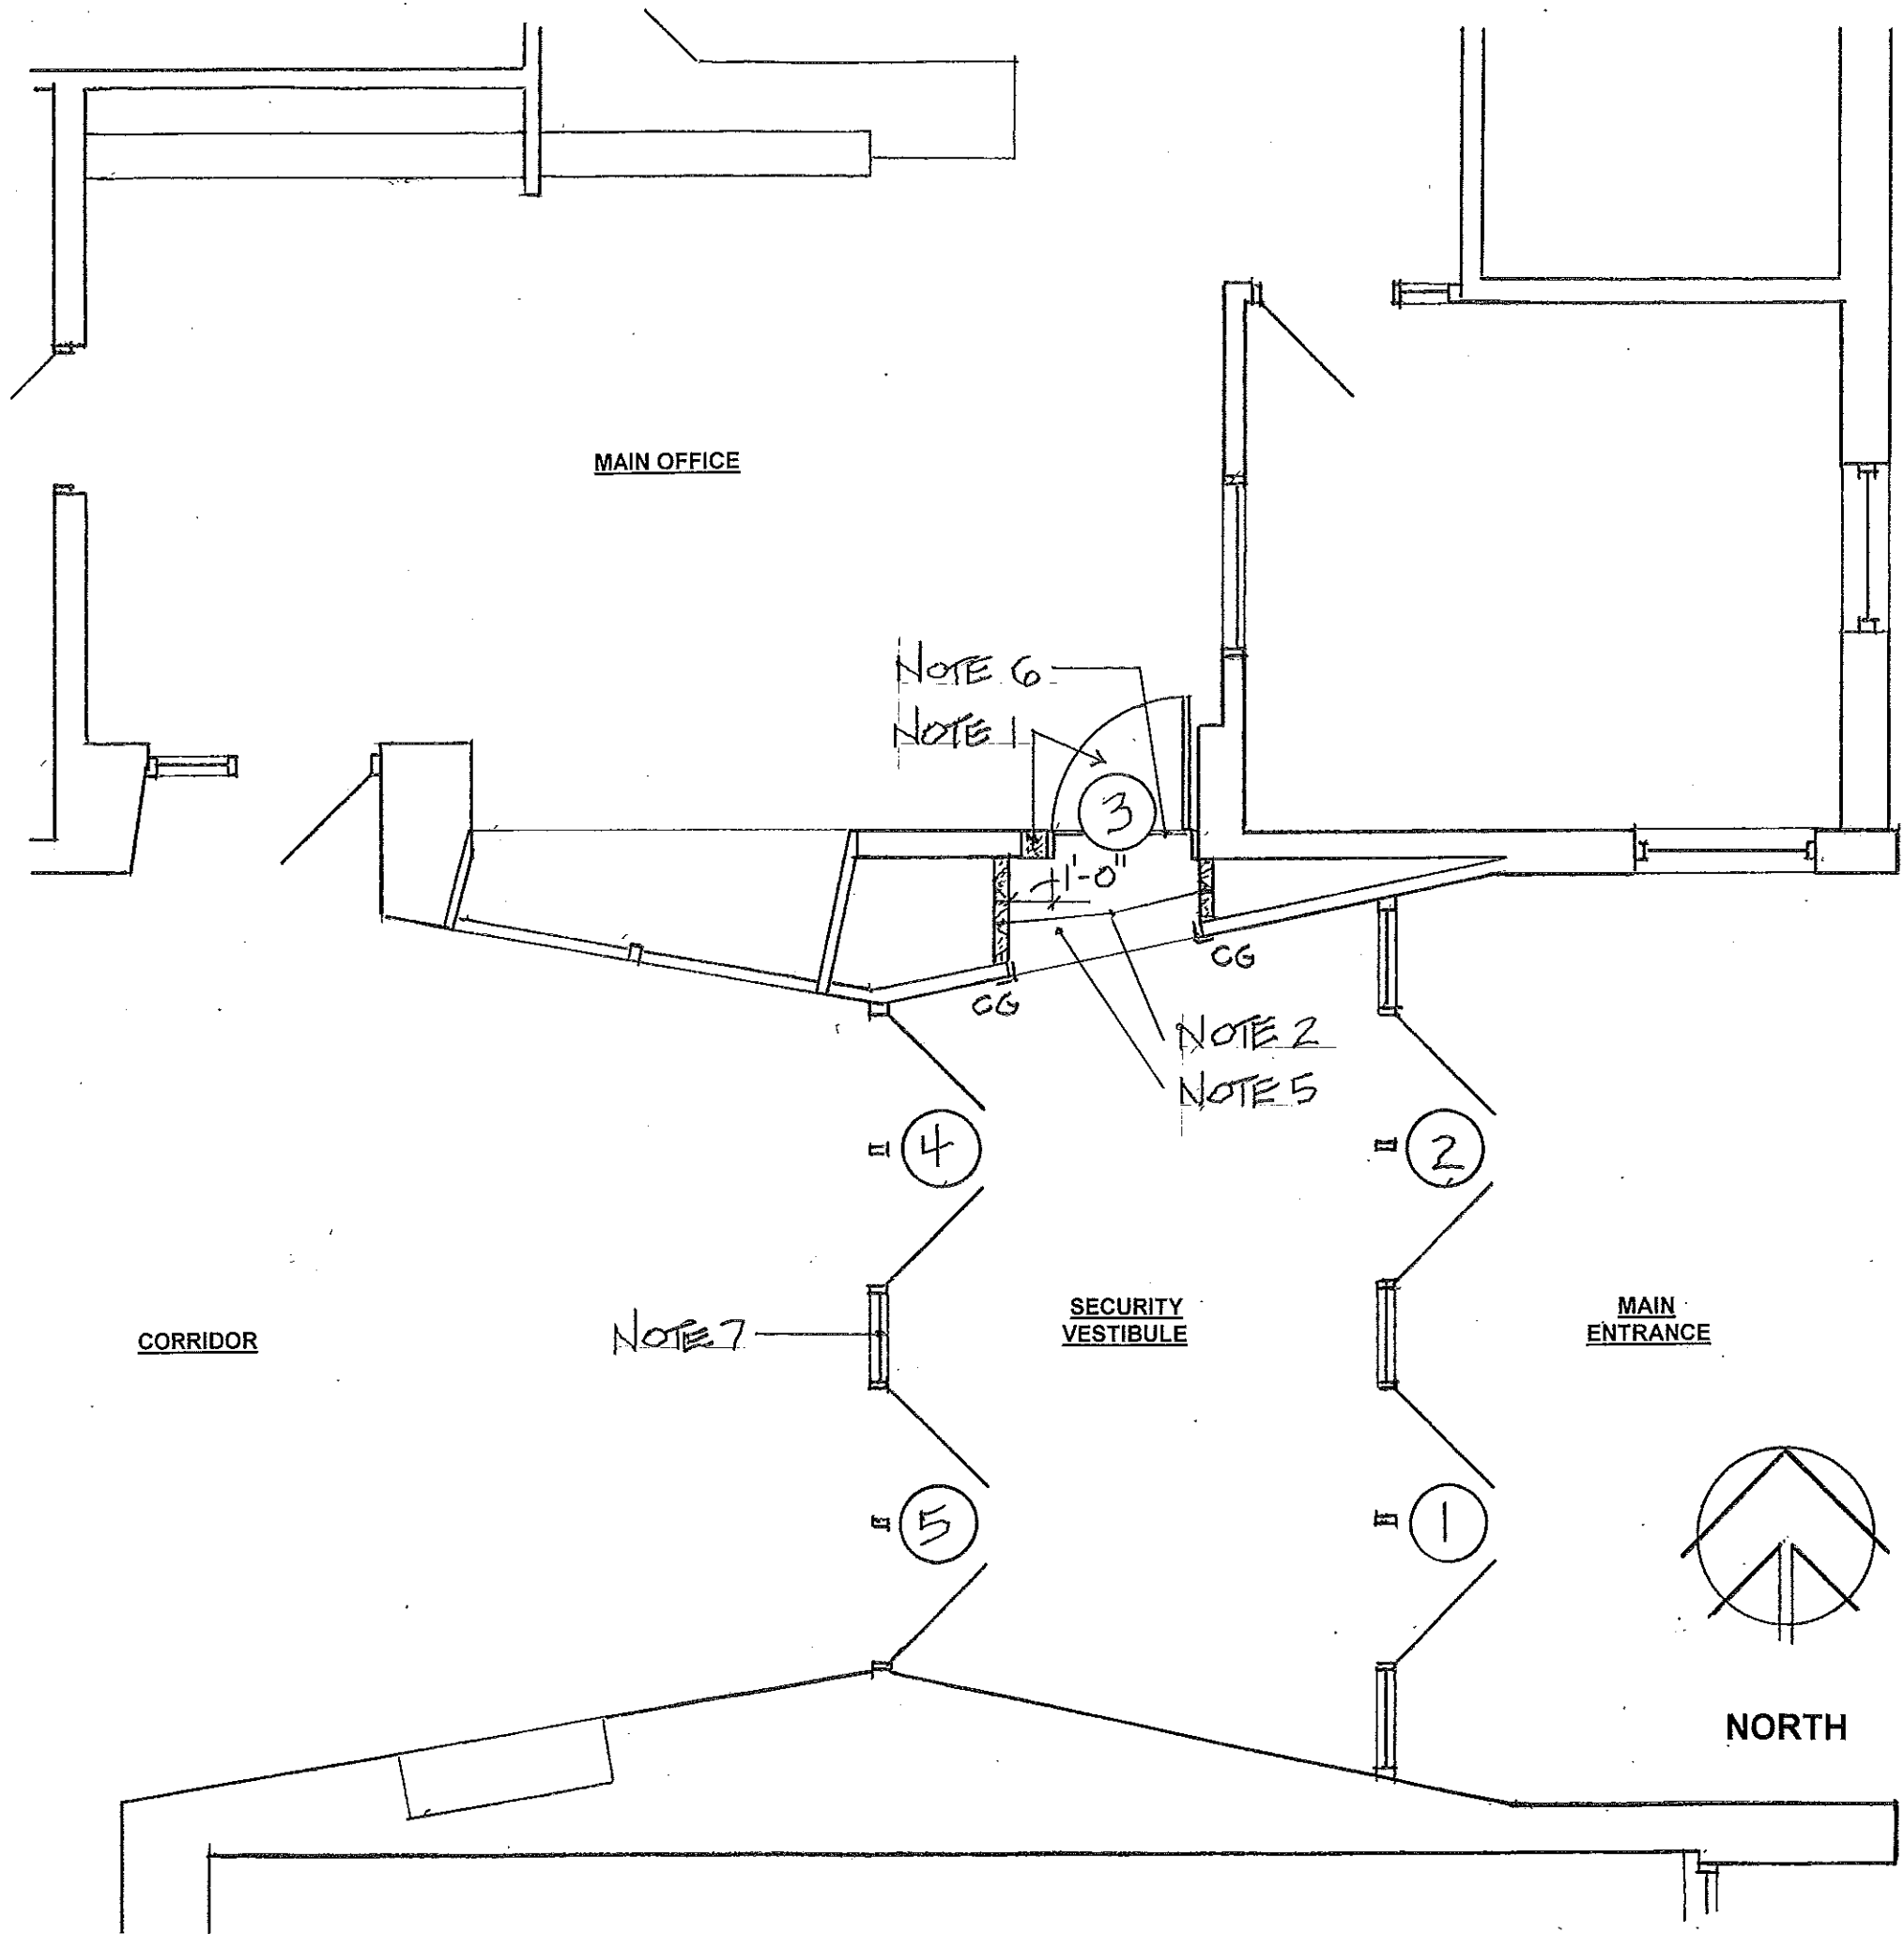 MAIN OFFICE
NOTE 6
NOTE 1
3
1'-0"
CG
CG
NOTE 2
NOTE 5
4
2
CORRIDOR
NOTE 7
SECURITY
VESTIBULE
MAIN
ENTRANCE
5
1
NORTH